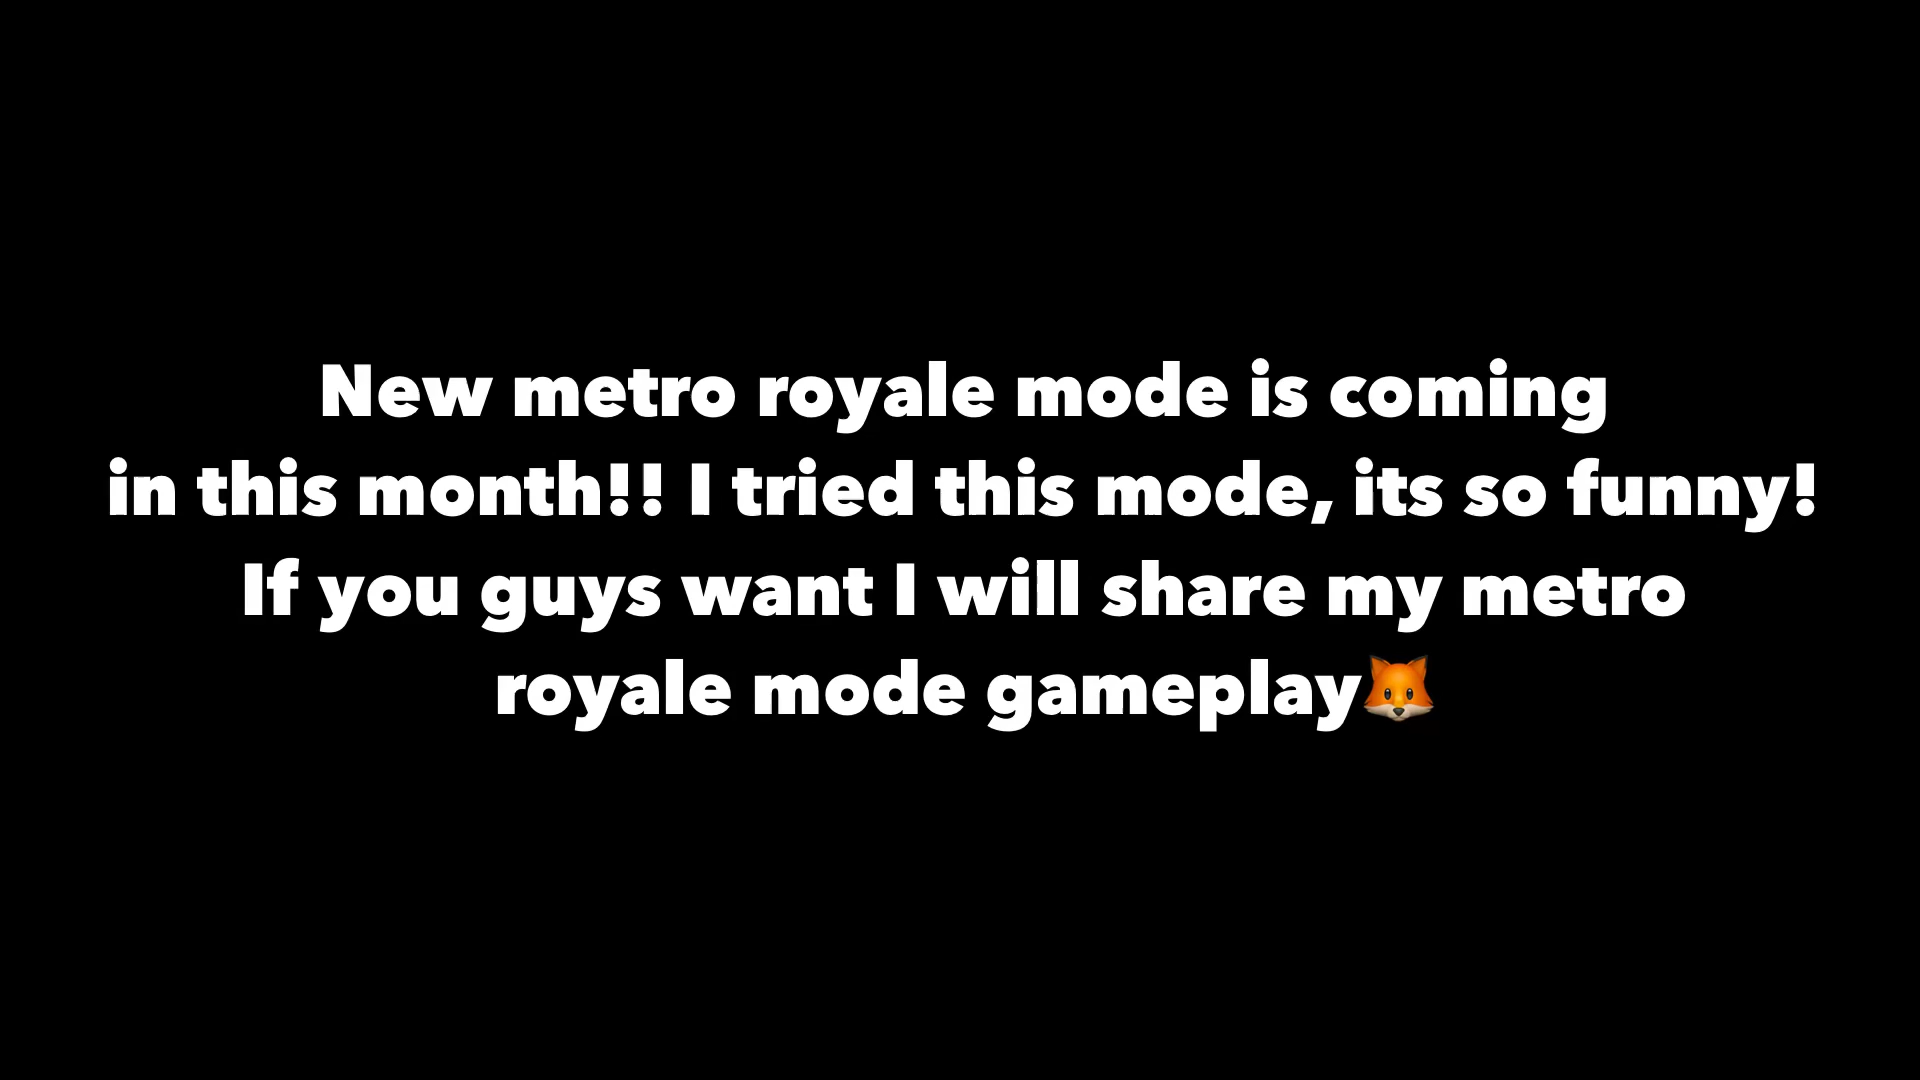 New metro royale mode is coming
in this month!! I tried this mode, its so funny!
If you guys want I will share my metro
royale mode gameplay🦊